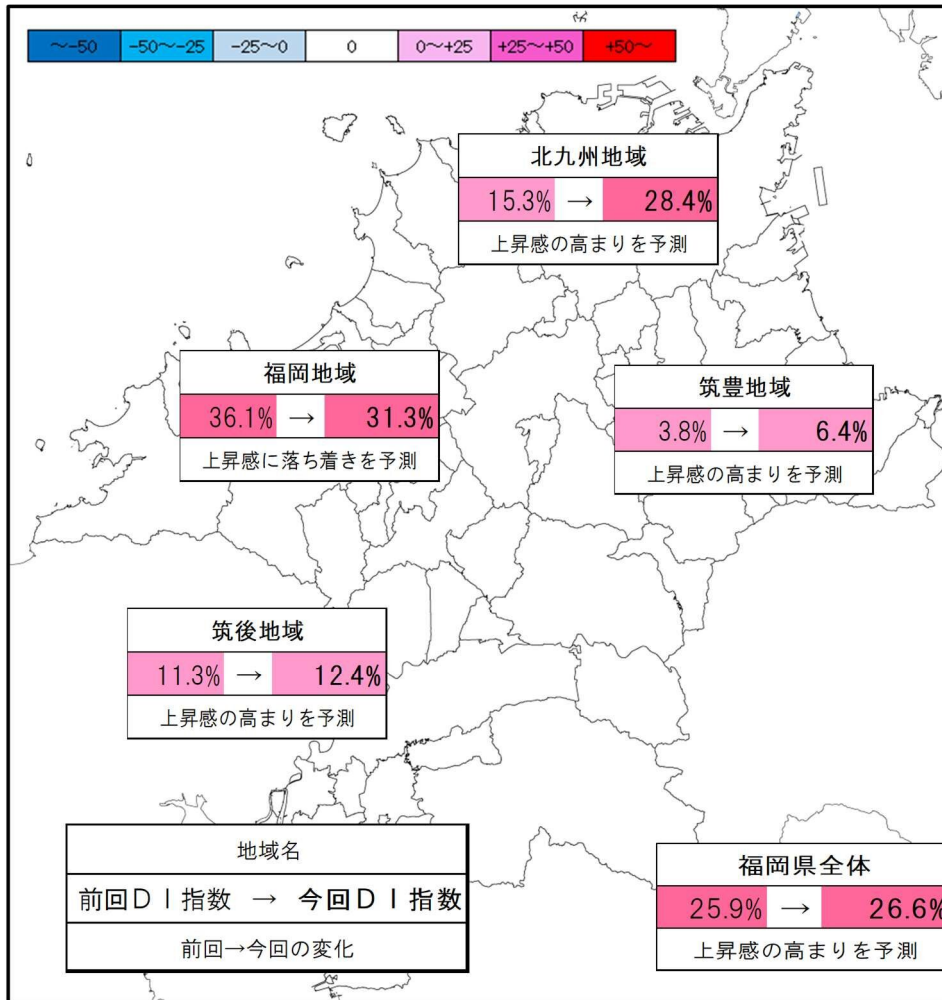 ～-50 -50～-25 -25～0 0 0～+25 +25～+50 +50～
北九州地域
15.3% → 28.4%
上昇感の高まりを予測
福岡地域
36.1% → 31.3%
上昇感に落ち着きを予測
筑豊地域
3.8% → 6.4%
上昇感の高まりを予測
筑後地域
11.3% → 12.4%
上昇感の高まりを予測
地域名
前回ＤＩ指数 → 今回ＤＩ指数
前回→今回の変化
福岡県全体
25.9% → 26.6%
上昇感の高まりを予測